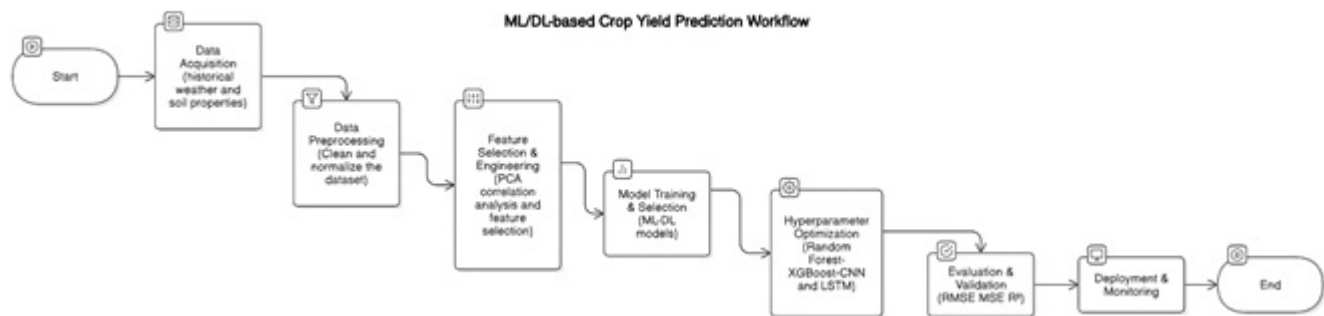 ML/DL-based Crop Yield Prediction Workflow
Start
Data
Acquisition
(historical
weather and
soil properties)
Data
Preprocessing
(Clean and
normalize the
dataset)
Feature
Selection &
Engineering
(PCA
correlation
analysis and
feature
selection)
Model Training
& Selection
(ML-DL
models)
Hyperparameter
Optimization
(Random
Forest-
XGBoost-CNN
and LSTM)
Evaluation &
Validation
(RMSE MSE R²)
Deployment &
Monitoring
End